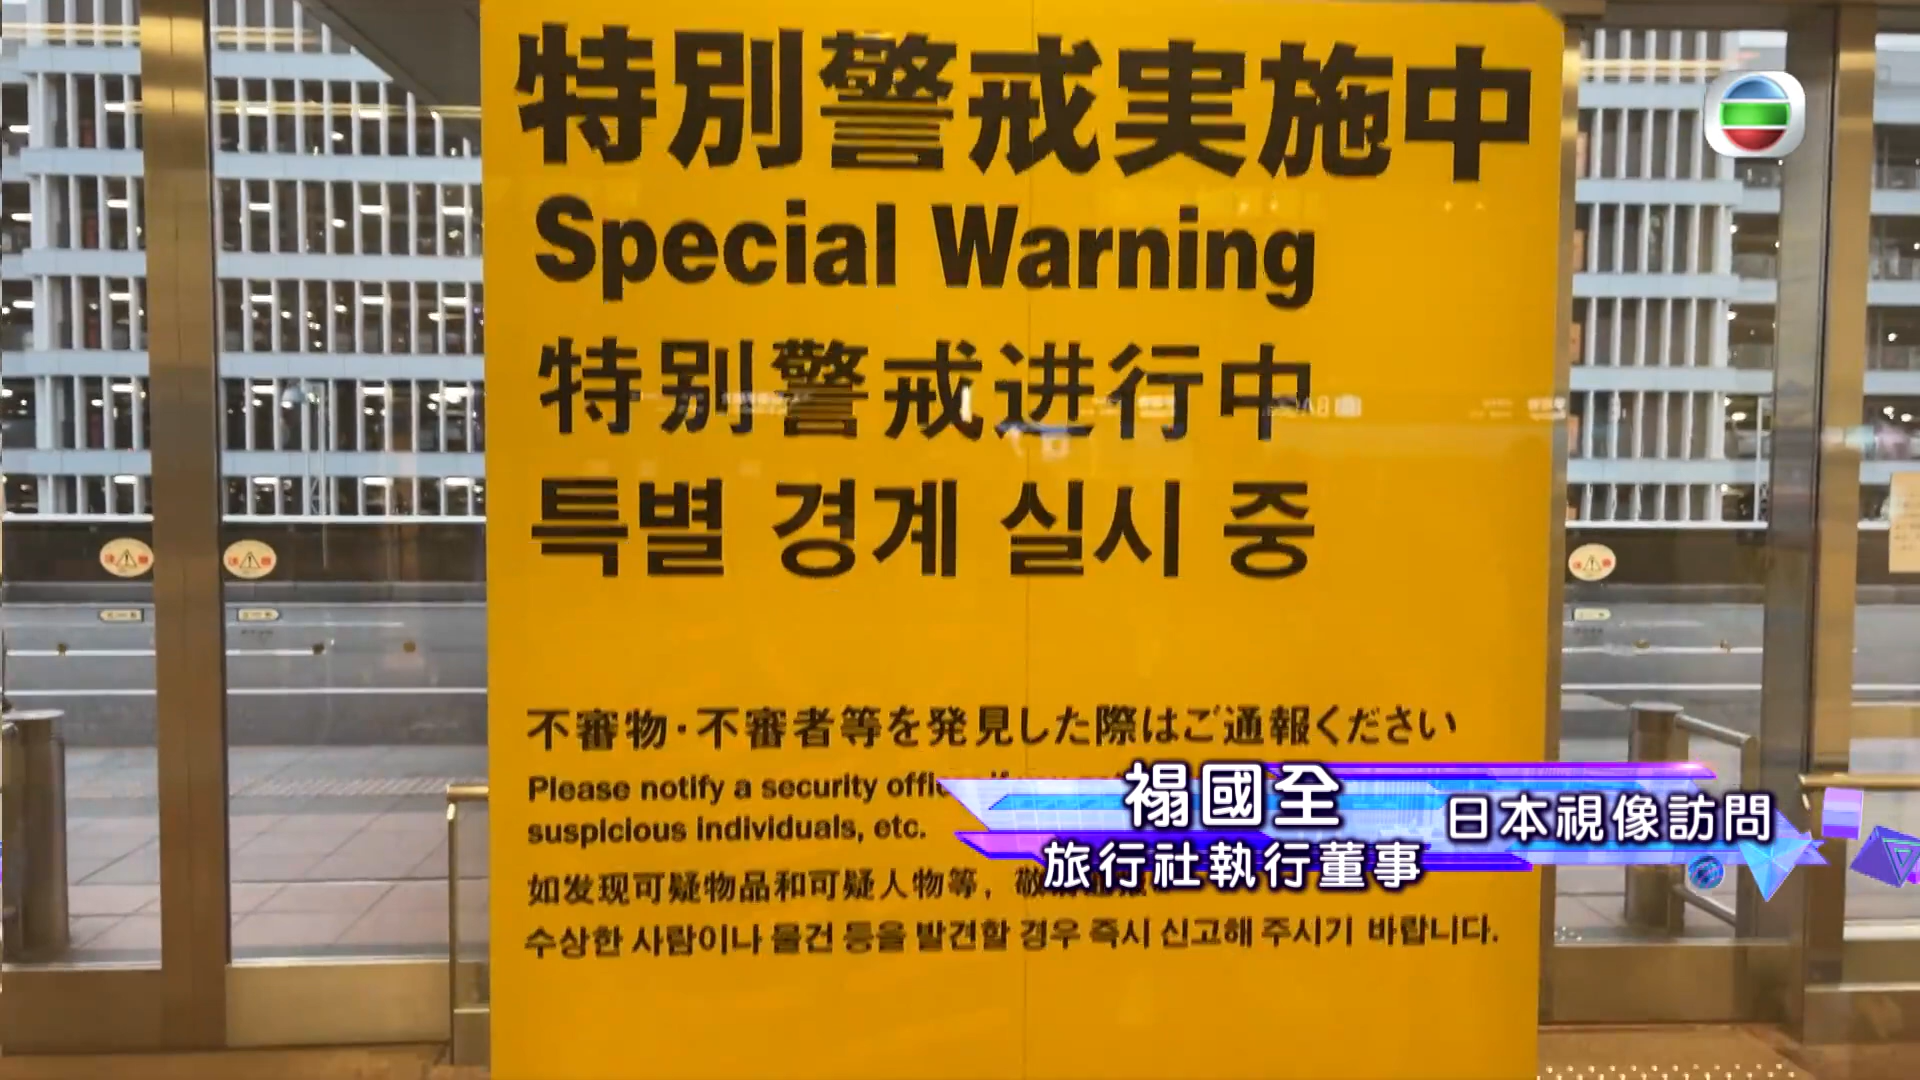 特別警戒実施中
Special Warning
特别警戒进行中
특별 경계 실시 중
不審物・不審者等を発見した際はご通報ください
Please notify a security
suspicious individuals, etc.
如发现可疑物品和可疑人物等，敬请
수상한 사람이나 물건 등을 발견할 경우 즉시 신고해 주시기 바랍니다.
禤國全
旅行社執行董事
日本視像訪問